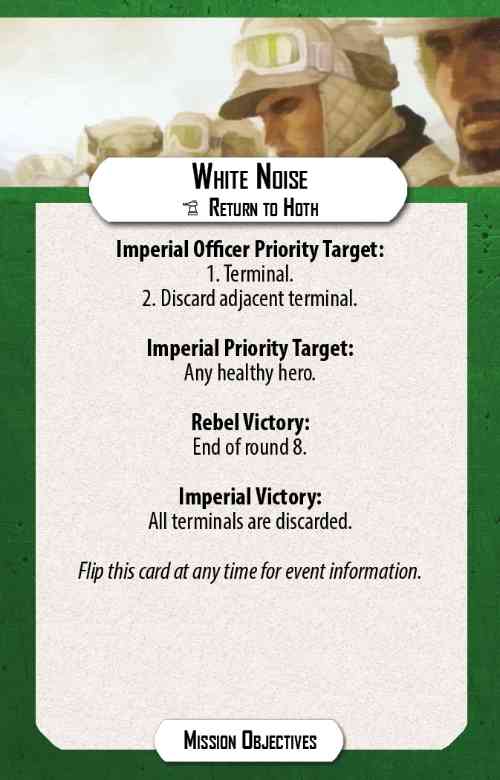 White Noise
Return to Hoth
Imperial Officer Priority Target:
1. Terminal.
2. Discard adjacent terminal.
Imperial Priority Target:
Any healthy hero.
Rebel Victory:
End of round 8.
Imperial Victory:
All terminals are discarded.
Flip this card at any time for event information.
Mission Objectives